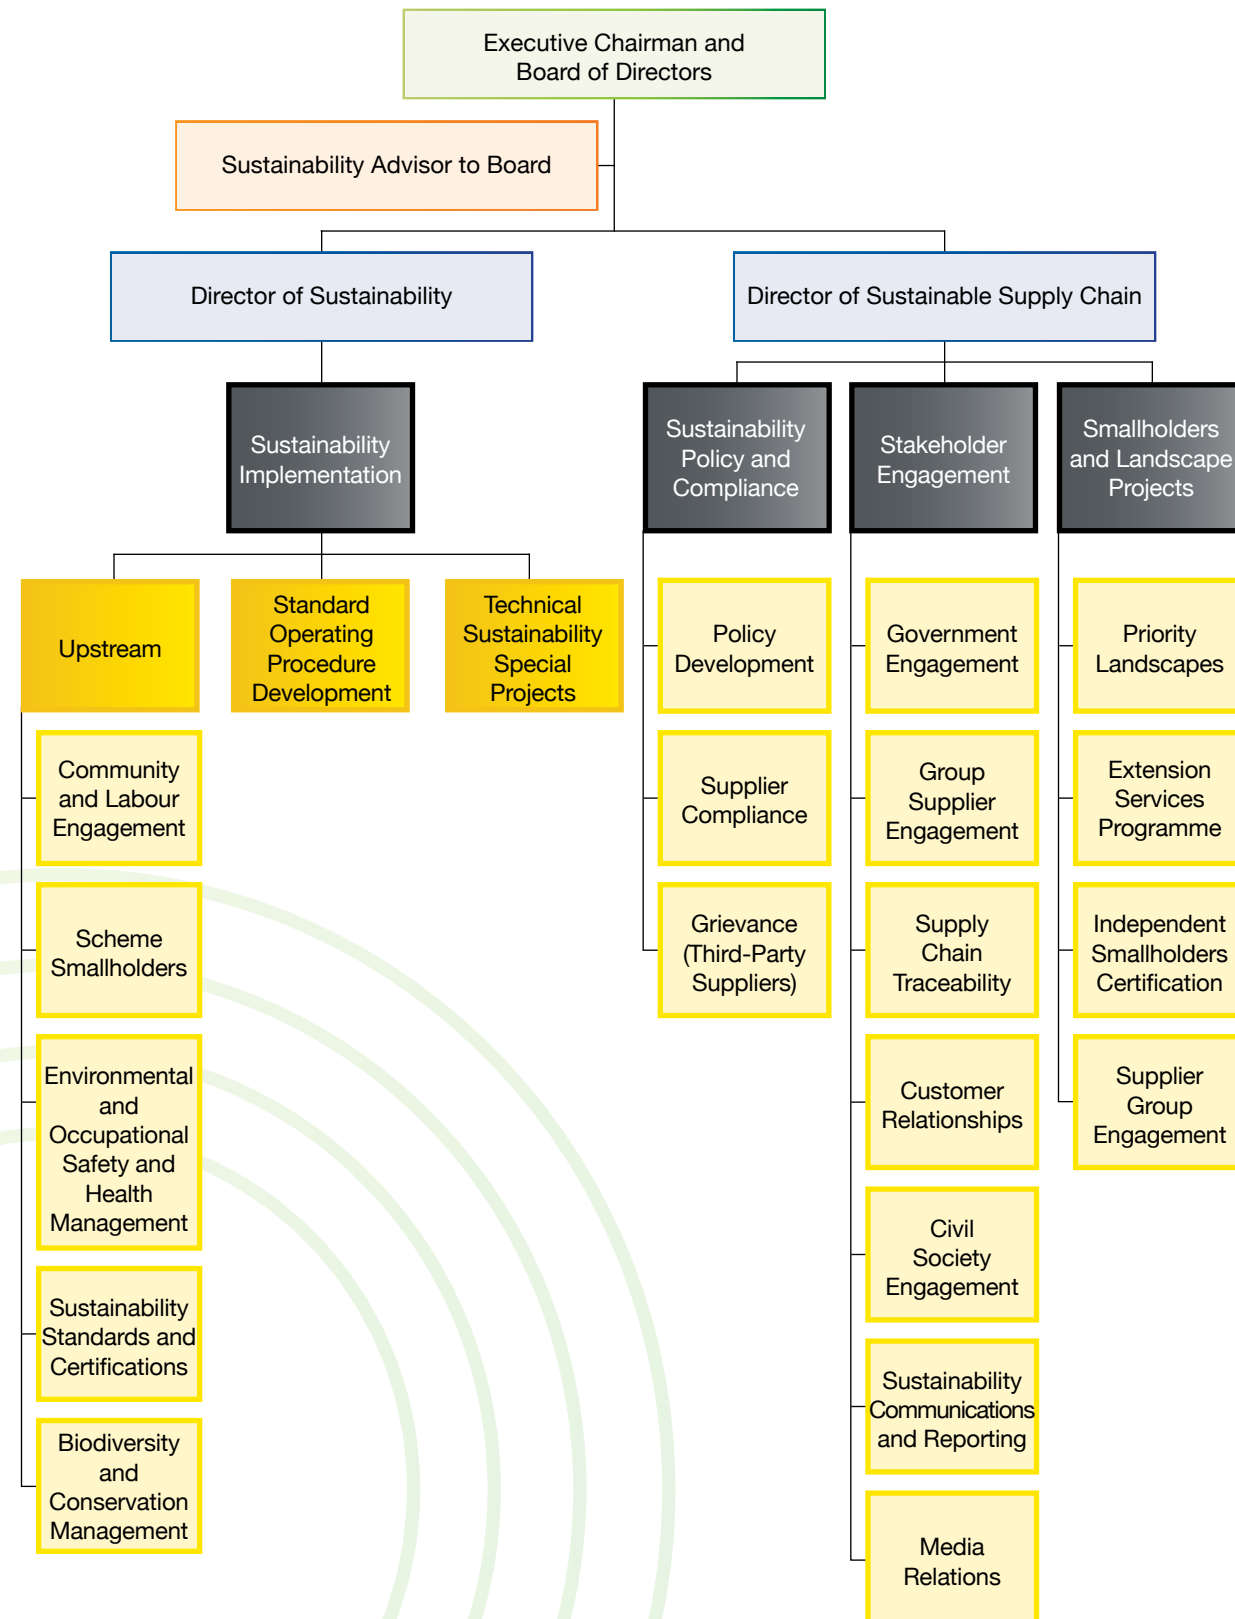 Executive Chairman and
Board of Directors
Sustainability Advisor to Board
Director of Sustainability
Director of Sustainable Supply Chain
Sustainability
Implementation
Sustainability
Policy and
Compliance
Stakeholder
Engagement
Smallholders
and Landscape
Projects
Upstream
Standard
Operating
Procedure
Development
Technical
Sustainability
Special
Projects
Community
and Labour
Engagement
Scheme
Smallholders
Environmental
and
Occupational
Safety and
Health
Management
Sustainability
Standards and
Certifications
Biodiversity
and
Conservation
Management
Policy
Development
Supplier
Compliance
Grievance
(Third-Party
Suppliers)
Government
Engagement
Group
Supplier
Engagement
Supply
Chain
Traceability
Customer
Relationships
Civil
Society
Engagement
Sustainability
Communications
and Reporting
Media
Relations
Priority
Landscapes
Extension
Services
Programme
Independent
Smallholders
Certification
Supplier
Group
Engagement